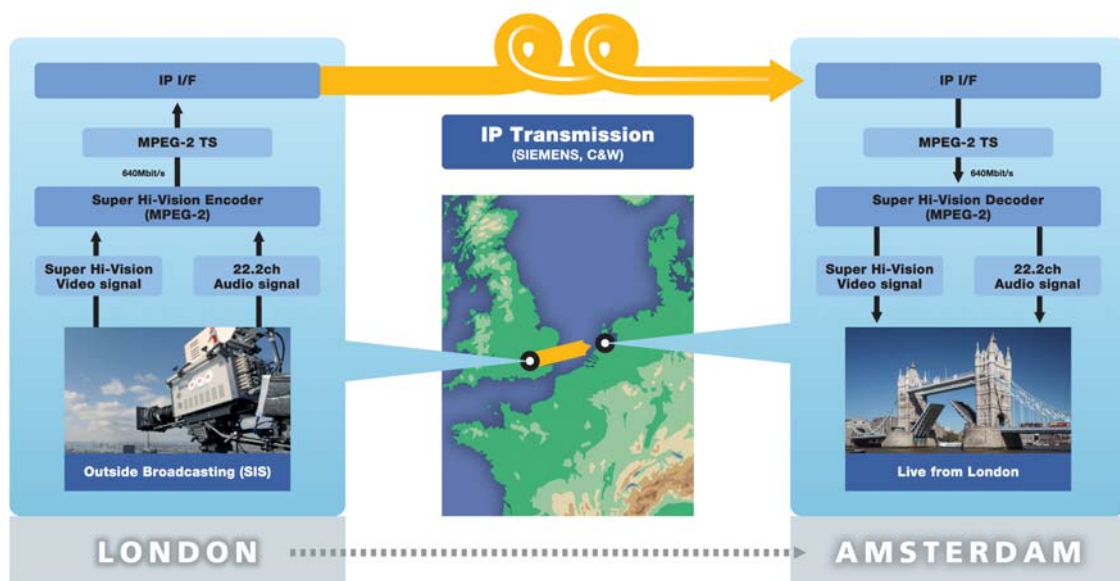 IP I/F
MPEG-2 TS
640Mbit/s
Super Hi-Vision Encoder
(MPEG-2)
Super Hi-Vision
Video signal
22.2ch
Audio signal
Outside Broadcasting (SIS)
LONDON
IP Transmission
(SIEMENS, C&W)
IP I/F
MPEG-2 TS
640Mbit/s
Super Hi-Vision Decoder
(MPEG-2)
Super Hi-Vision
Video signal
22.2ch
Audio signal
Live from London
AMSTERDAM